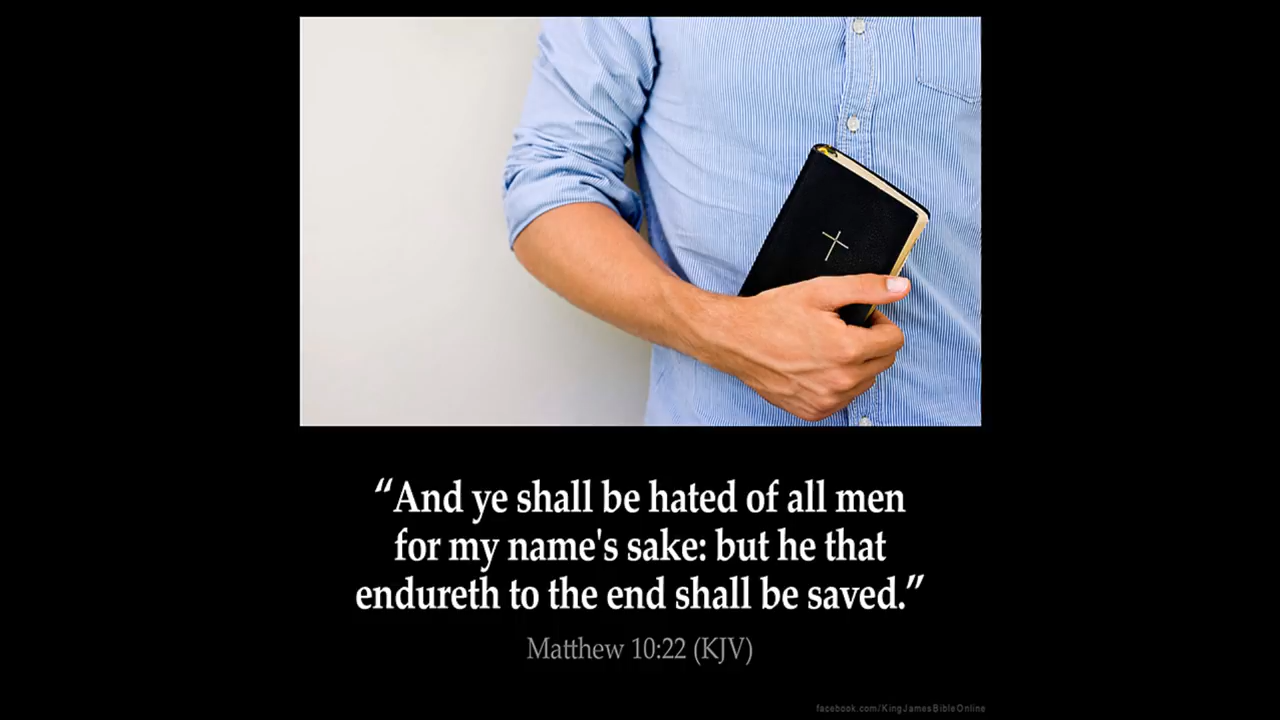 “And ye shall be hated of all men
for my name's sake: but he that
endureth to the end shall be saved.”
Matthew 10:22 (KJV)
facebook.com/KingJamesBibleOnline